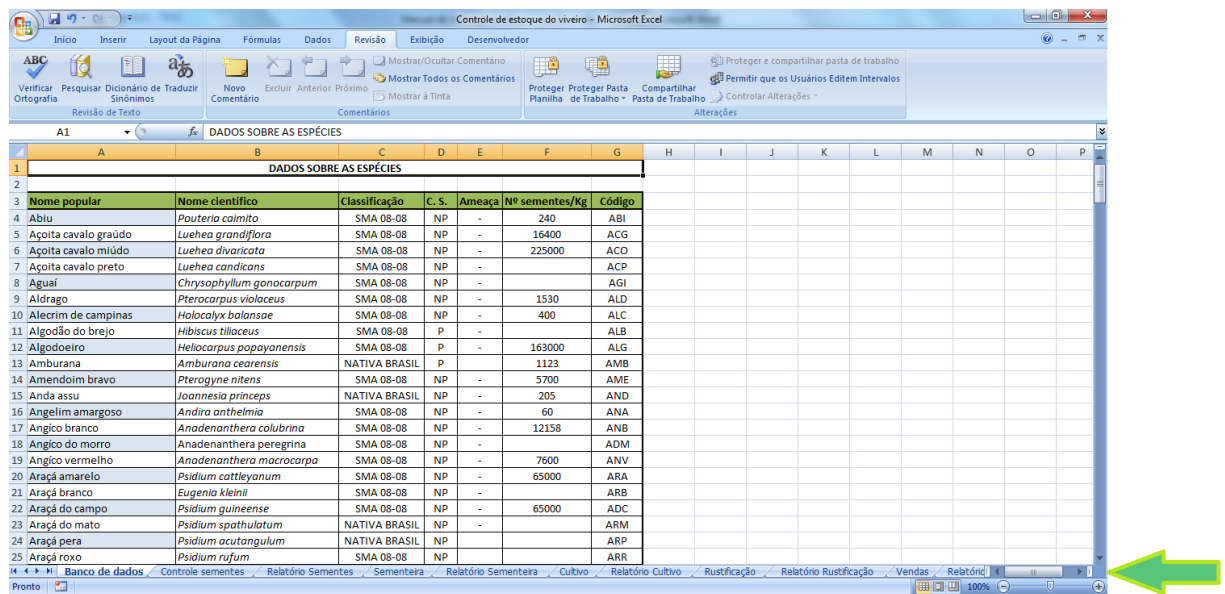 Controle de estoque do viveiro - Microsoft Excel
Início Inserir Layout da Página Fórmulas Dados Revisão Exibição Desenvolvedor
ABC Verificar Ortografia
Pesquisar
Dicionário de Sinônimos
Traduzir
Revisão de Texto
Novo Comentário
Excluir
Anterior
Próximo
Mostrar/Ocultar Comentário
Mostrar Todos os Comentários
Mostrar à Tinta
Comentários
Proteger Planilha
Proteger Pasta de Trabalho
Compartilhar Pasta de Trabalho
Proteger e compartilhar pasta de trabalho
Permitir que os Usuários Editem Intervalos
Controlar Alterações
Alterações
A1 fx DADOS SOBRE AS ESPÉCIES
A B C D E F G H I J K L M N O P
1 DADOS SOBRE AS ESPÉCIES
2
3 Nome popular Nome científico Classificação C. S. Ameaça Nº sementes/Kg Código
4 Abiu Pouteria caimito SMA 08-08 NP - 240 ABI
5 Açoita cavalo graúdo Luehea grandiflora SMA 08-08 NP - 16400 ACG
6 Açoita cavalo miúdo Luehea divaricata SMA 08-08 NP - 225000 ACO
7 Açoita cavalo preto Luehea candicans SMA 08-08 NP - ACP
8 Aguaí Chrysophyllum gonocarpum SMA 08-08 NP - AGI
9 Aldrago Pterocarpus violaceus SMA 08-08 NP - 1530 ALD
10 Alecrim de campinas Holocalyx balansae SMA 08-08 NP - 400 ALC
11 Algodão do brejo Hibiscus tiliaceus SMA 08-08 P - ALB
12 Algodoeiro Heliocarpus popayanensis SMA 08-08 P - 163000 ALG
13 Amburana Amburana cearensis NATIVA BRASIL P 1123 AMB
14 Amendoim bravo Pterogyne nitens SMA 08-08 NP - 5700 AME
15 Anda assu Joannesia princeps NATIVA BRASIL NP - 205 AND
16 Angelim amargoso Andira anthelmia SMA 08-08 NP - 60 ANA
17 Angíco branco Anadenanthera colubrina SMA 08-08 NP - 12158 ANB
18 Angíco do morro Anadenanthera peregrina SMA 08-08 NP - ADM
19 Angíco vermelho Anadenanthera macrocarpa SMA 08-08 NP - 7600 ANV
20 Araçá amarelo Psidium cattleyanum SMA 08-08 NP - 65000 ARA
21 Araçá branco Eugenia kleinii SMA 08-08 NP - ARB
22 Araçá do campo Psidium guineense SMA 08-08 NP - 65000 ADC
23 Araçá do mato Psidium spathulatum NATIVA BRASIL NP - ARM
24 Araçá pera Psidium acutangulum NATIVA BRASIL NP ARP
25 Araçá roxo Psidium rufum SMA 08-08 NP ARR
Banco de dados Controle sementes Relatório Sementes Sementeira Relatório Sementeira Cultivo Relatório Cultivo Rustificação Relatório Rustificação Vendas Relatóric
Pronto 100%